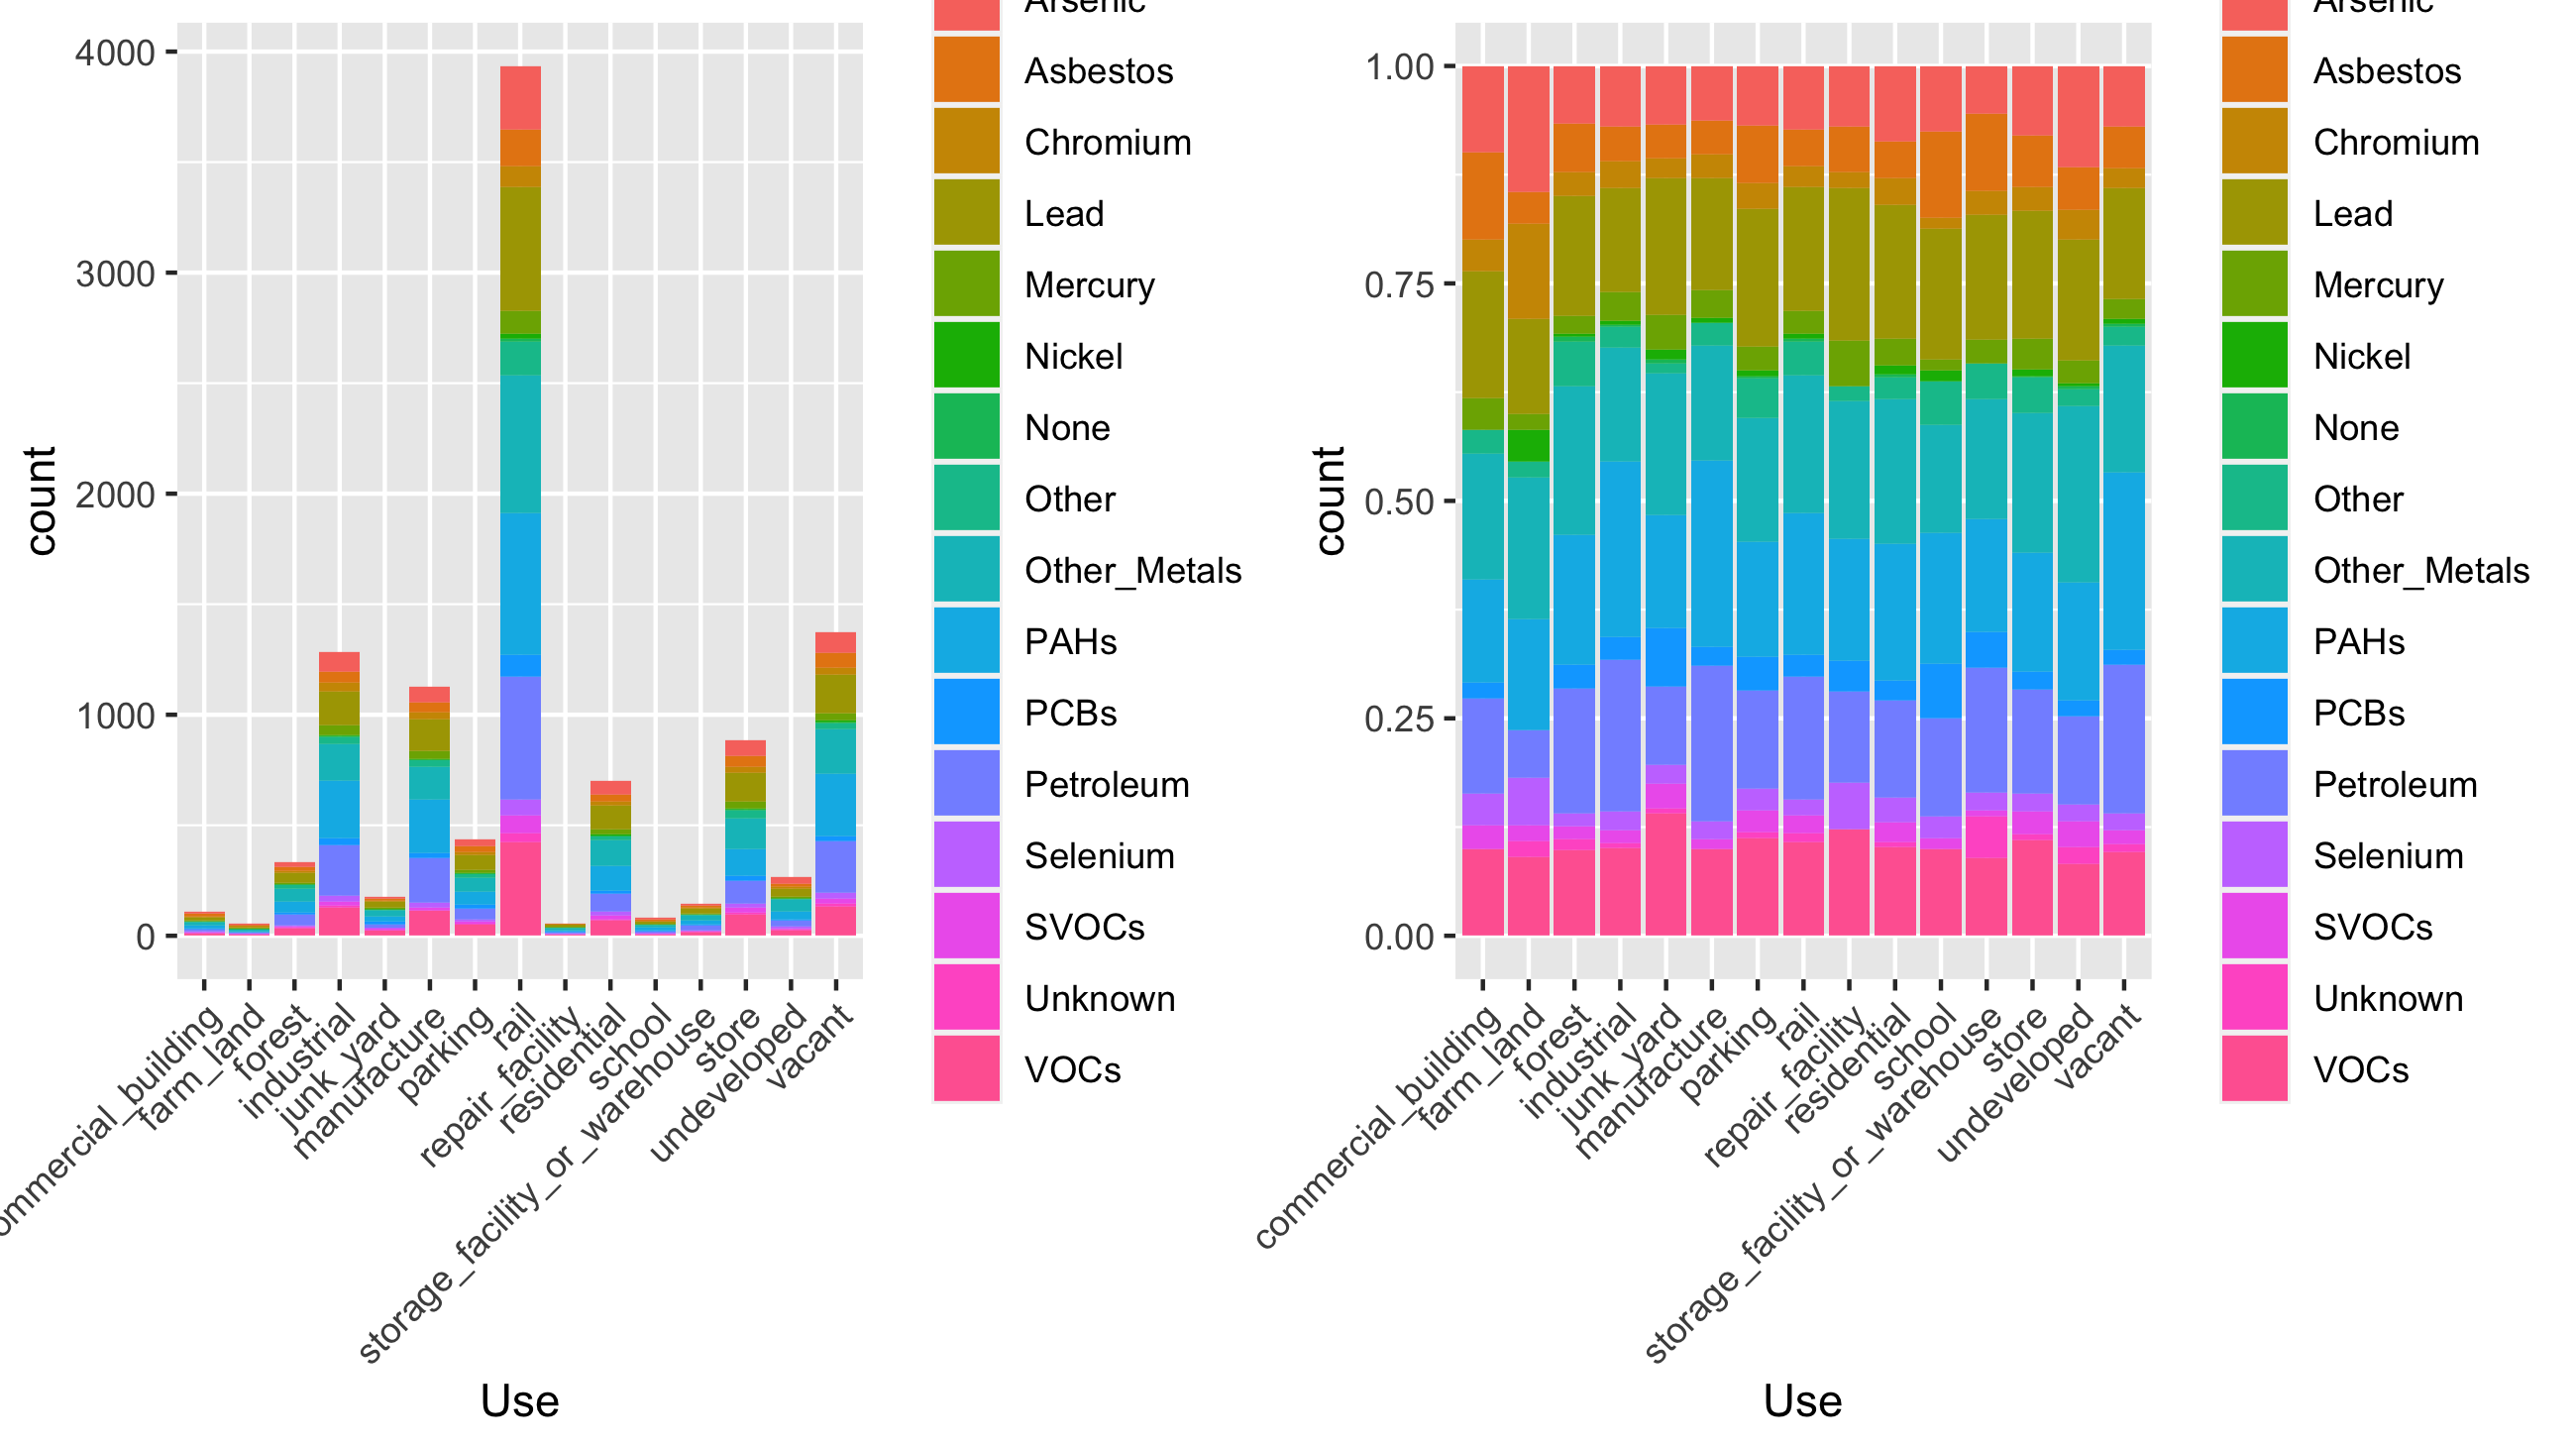 4000
3000
2000
1000
0
count
ommercial_building
farm_land
forest
industrial
junk_yard
manufacture
parking
rail
repair_facility
residential
school
storage_facility_or_warehouse
store
undeveloped
vacant
Use
Arsenic
Asbestos
Chromium
Lead
Mercury
Nickel
None
Other
Other_Metals
PAHs
PCBs
Petroleum
Selenium
SVOCs
Unknown
VOCs
1.00
0.75
0.50
0.25
0.00
count
commercial_building
farm_land
forest
industrial
junk_yard
manufacture
parking
rail
repair_facility
residential
school
storage_facility_or_warehouse
store
undeveloped
vacant
Use
Arsenic
Asbestos
Chromium
Lead
Mercury
Nickel
None
Other
Other_Metals
PAHs
PCBs
Petroleum
Selenium
SVOCs
Unknown
VOCs